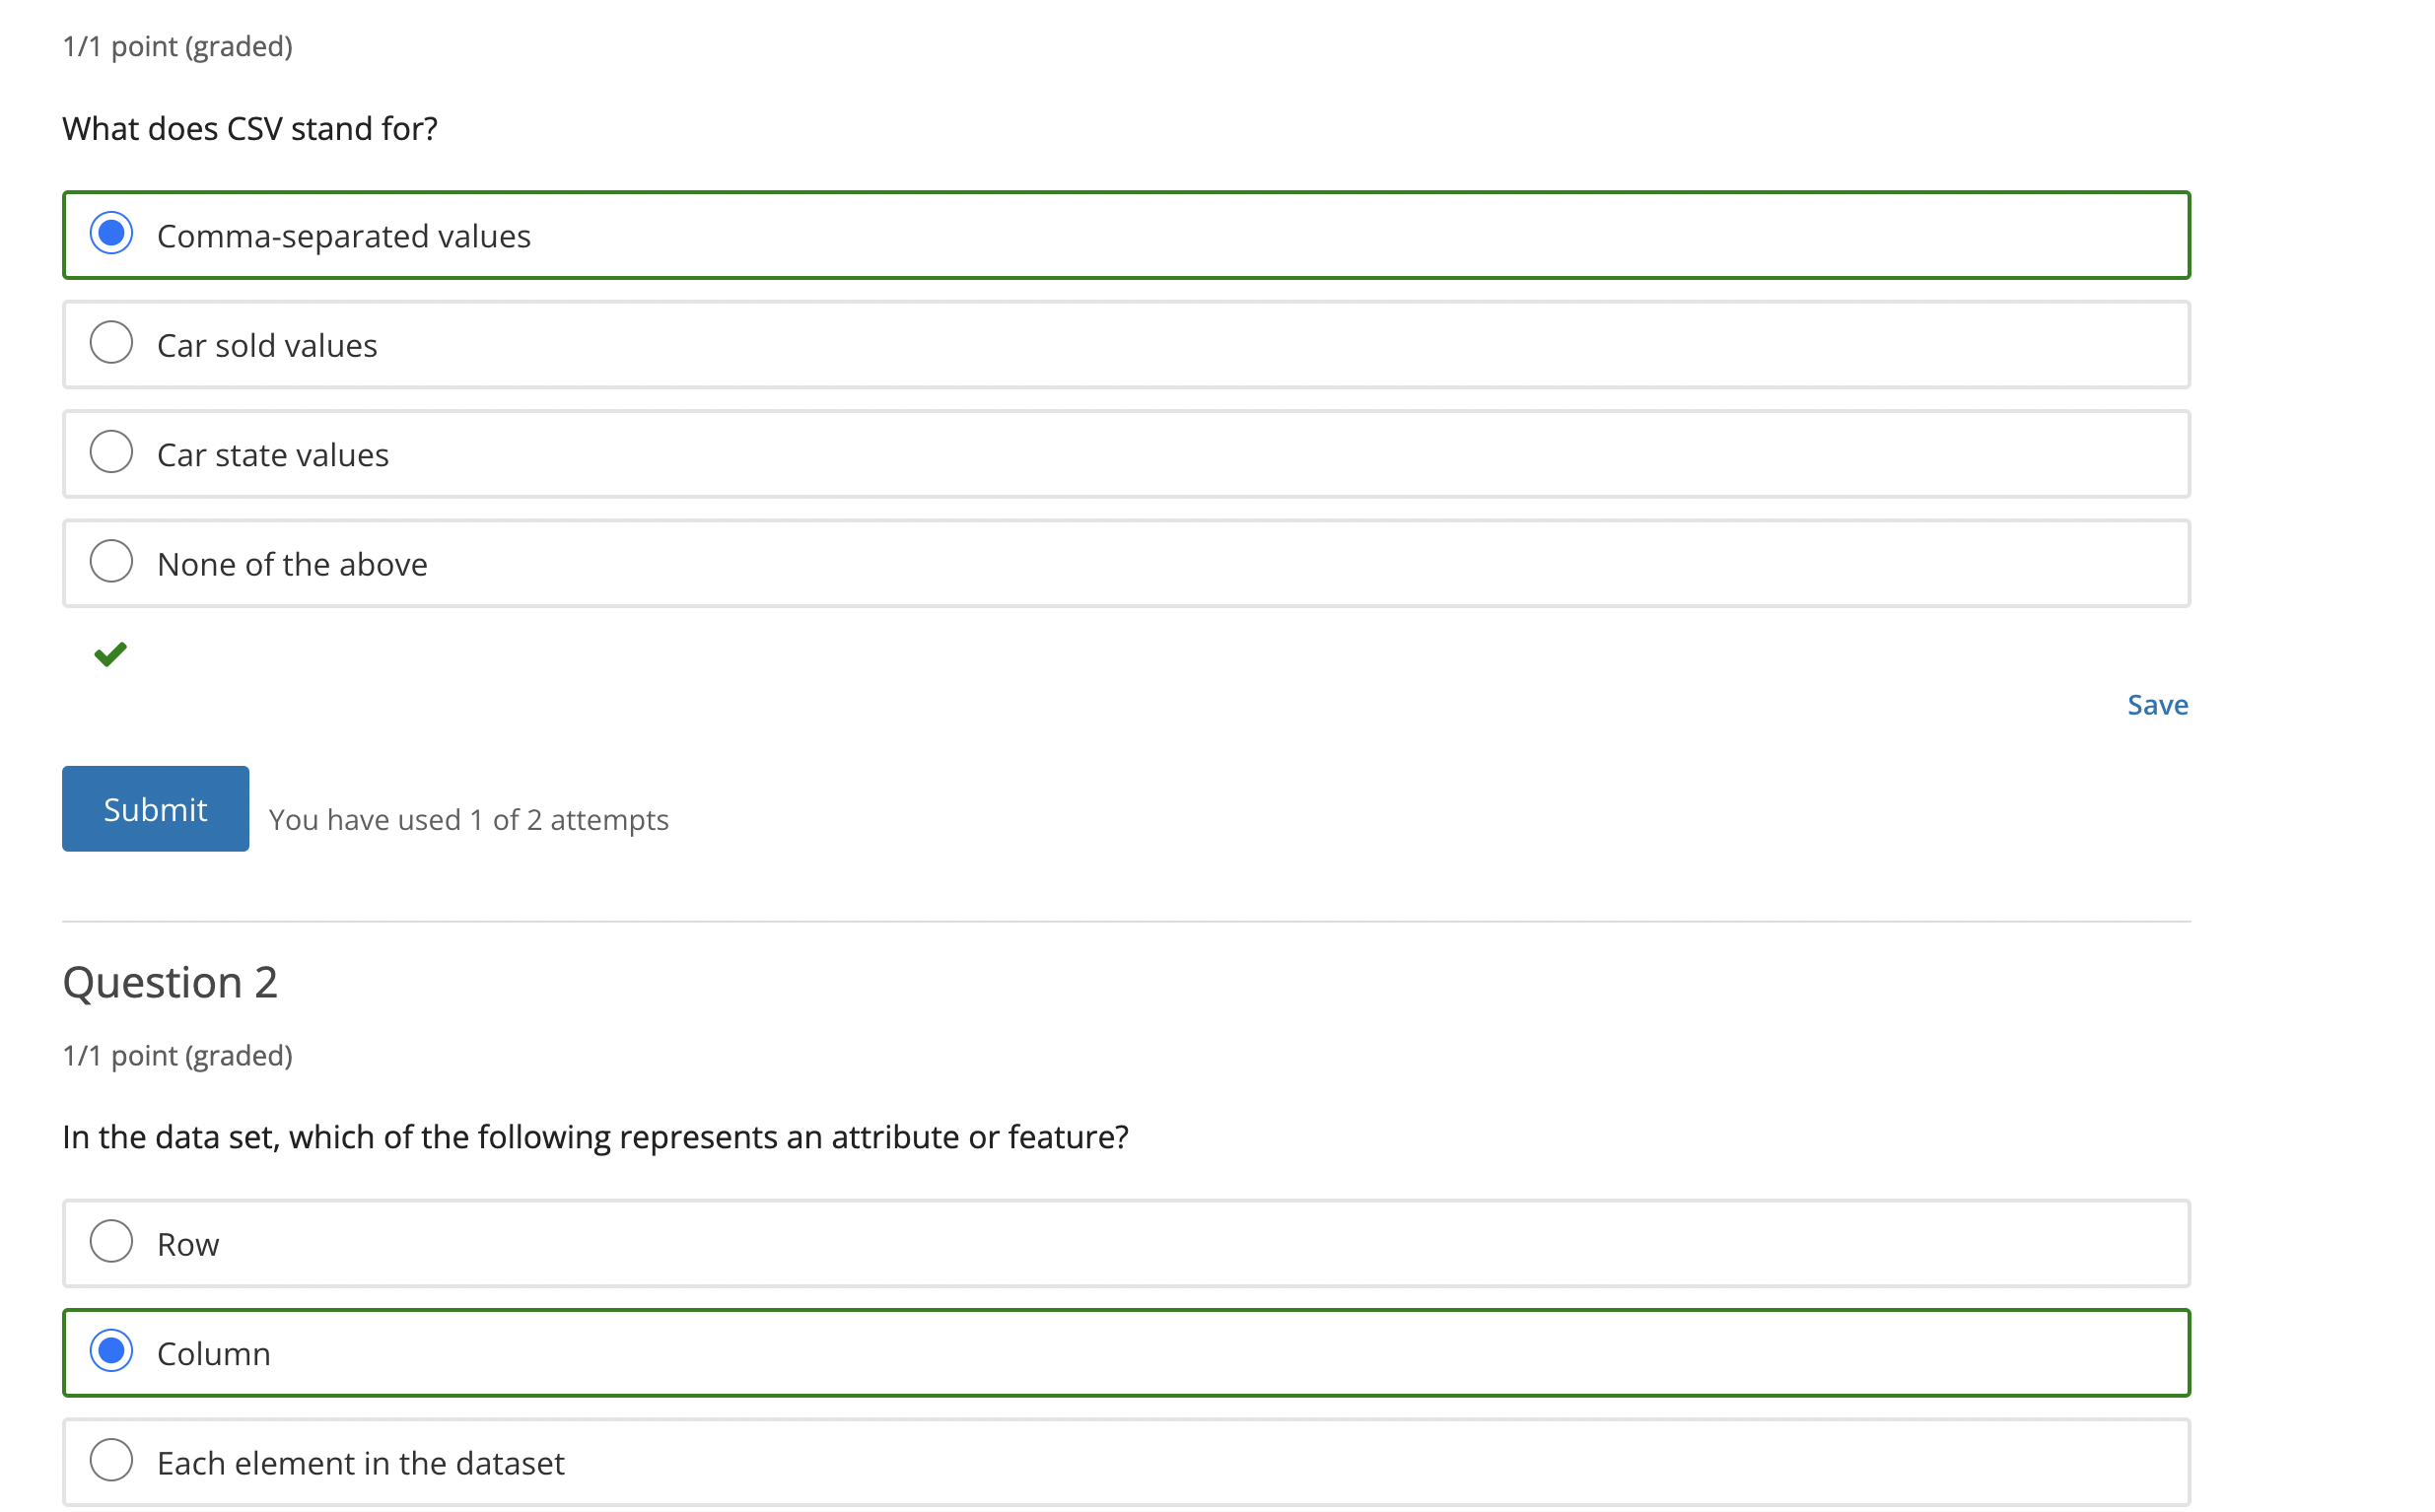 1/1 point (graded)
What does CSV stand for?
Comma-separated values
Car sold values
Car state values
None of the above
Save
Submit
You have used 1 of 2 attempts
Question 2
1/1 point (graded)
In the data set, which of the following represents an attribute or feature?
Row
Column
Each element in the dataset